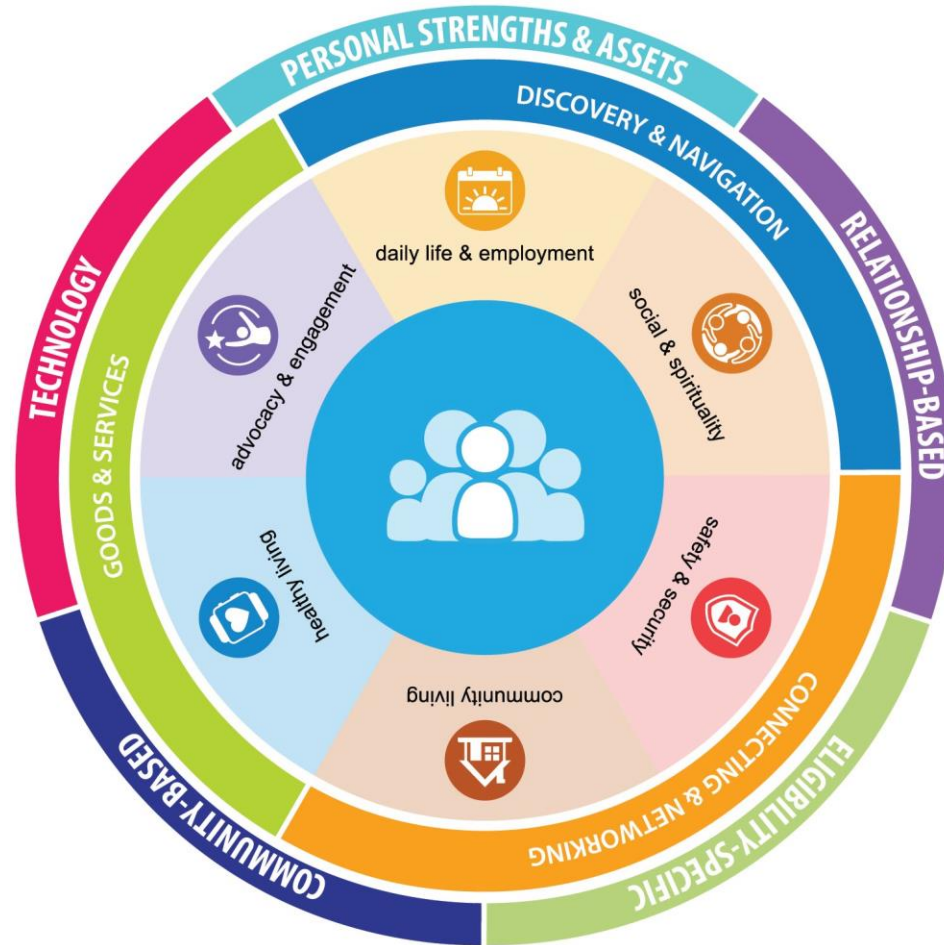 PERSONAL STRENGTHS & ASSETS
RELATIONSHIP-BASED
ELIGIBILITY-SPECIFIC
COMMUNITY-BASED
TECHNOLOGY
DISCOVERY & NAVIGATION
CONNECTING & NETWORKING
GOODS & SERVICES
daily life & employment
social & spirituality
safety & security
community living
healthy living
advocacy & engagement